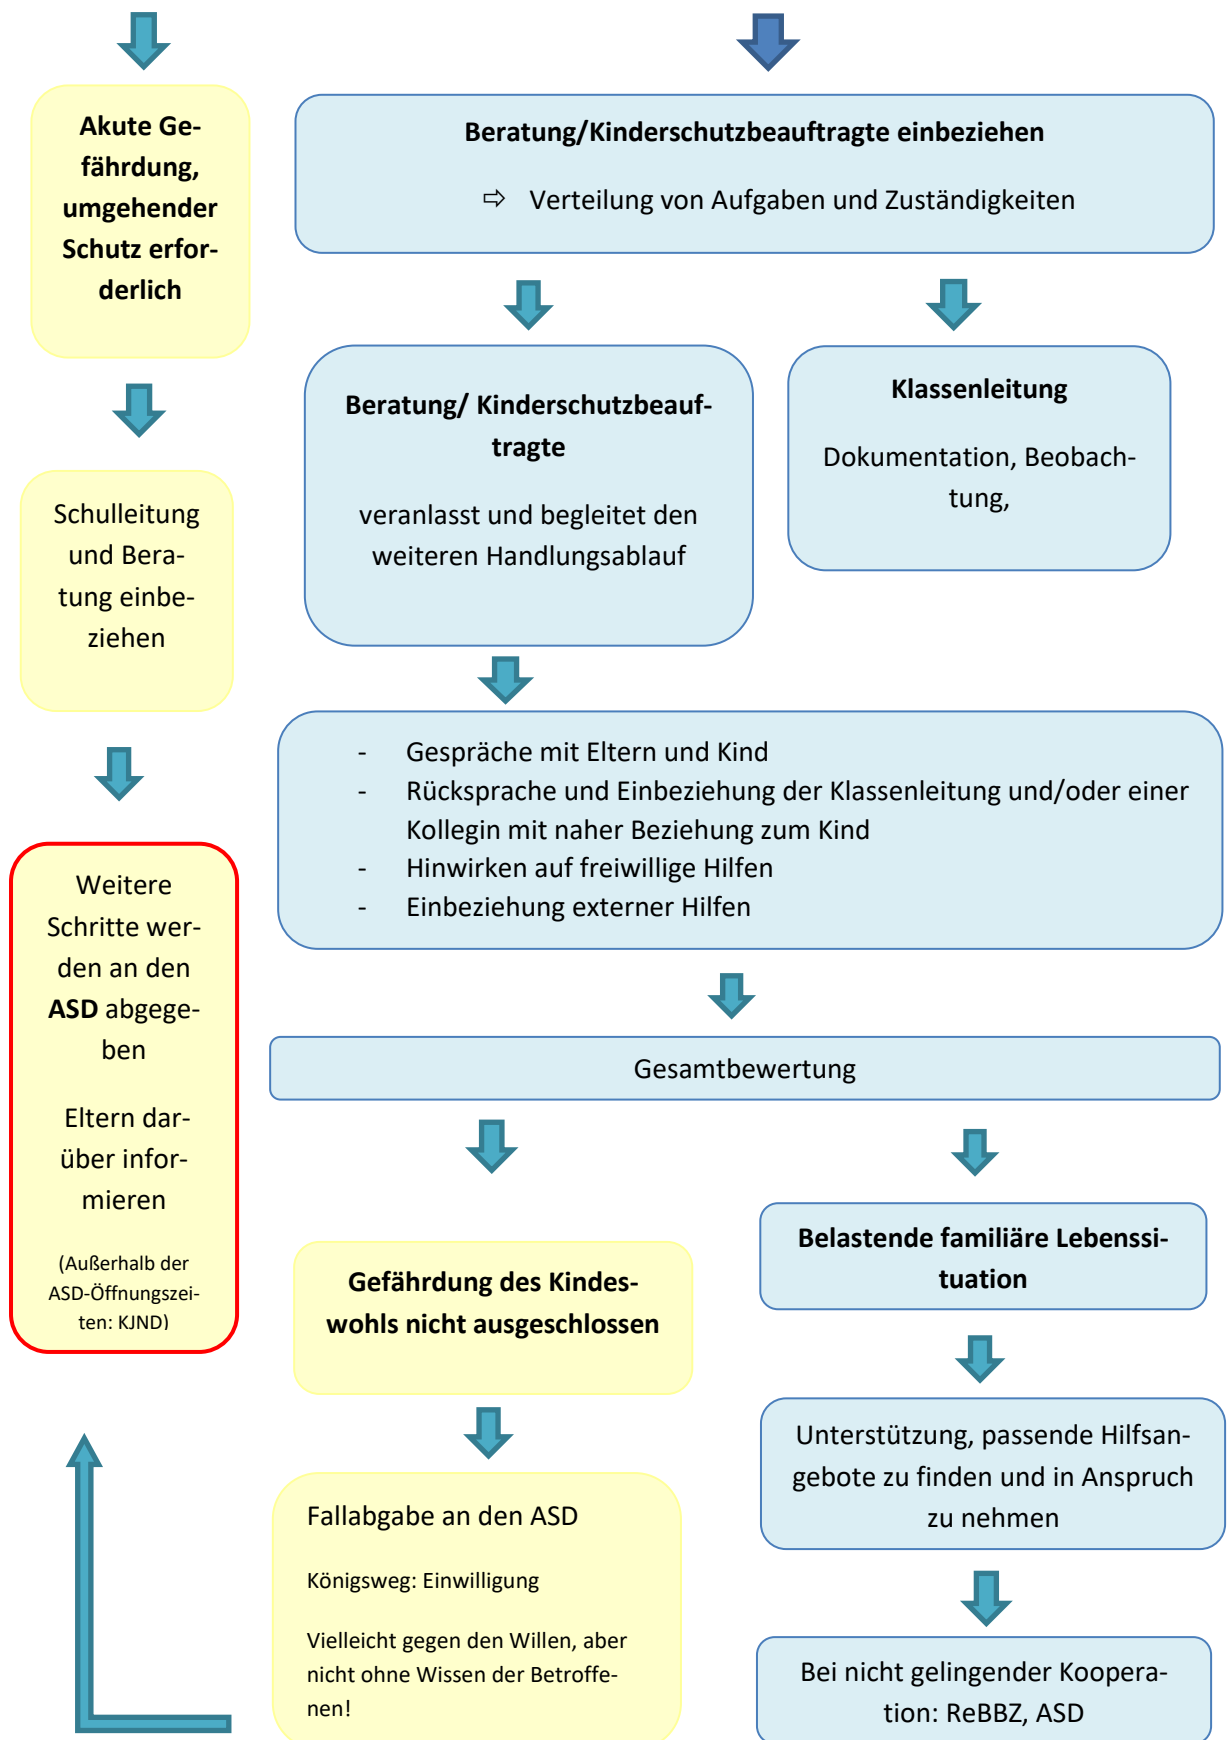 Akute Ge-
fährdung,
umgehender
Schutz erfor-
derlich
Schulleitung
und Bera-
tung einbe-
ziehen
Weitere
Schritte wer-
den an den
ASD abgege-
ben
Eltern dar-
über infor-
mieren
(Außerhalb der
ASD-Öffnungszei-
ten: KJND)
Beratung/Kinderschutzbeauftragte einbeziehen
⇨ Verteilung von Aufgaben und Zuständigkeiten
Beratung/ Kinderschutzbeauf-
tragte
veranlasst und begleitet den
weiteren Handlungsablauf
Klassenleitung
Dokumentation, Beobach-
tung,
- Gespräche mit Eltern und Kind
- Rücksprache und Einbeziehung der Klassenleitung und/oder einer
Kollegin mit naher Beziehung zum Kind
- Hinwirken auf freiwillige Hilfen
- Einbeziehung externer Hilfen
Gesamtbewertung
Gefährdung des Kindes-
wohls nicht ausgeschlossen
Fallabgabe an den ASD
Königsweg: Einwilligung
Vielleicht gegen den Willen, aber
nicht ohne Wissen der Betroffe-
nen!
Belastende familiäre Lebenssi-
tuation
Unterstützung, passende Hilfsan-
gebote zu finden und in Anspruch
zu nehmen
Bei nicht gelingender Koopera-
tion: ReBBZ, ASD